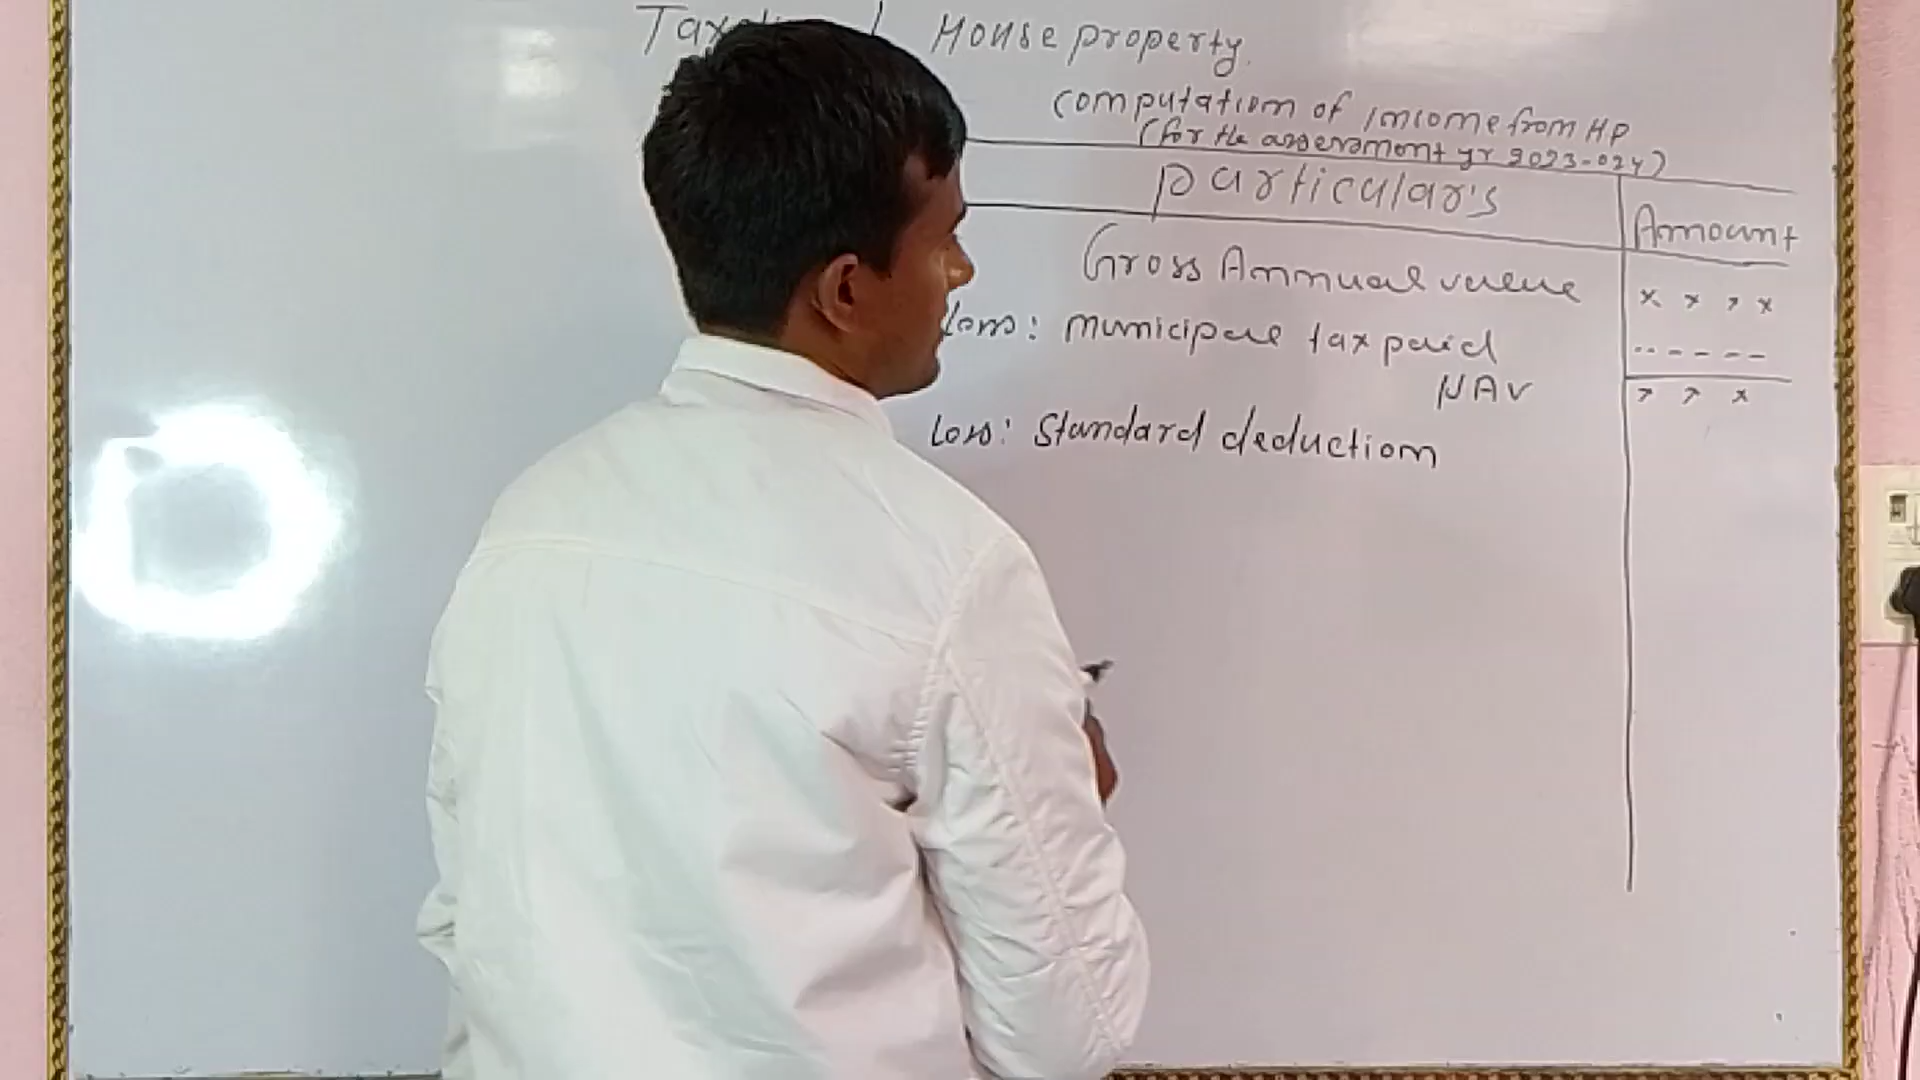 House property.
computation of income from HP
(for the assessment yr 2023-024)
particular's
Amount
Gross Annual value x x x x
Less: municipal tax paid -----
NAV x x x
Less: Standard deduction